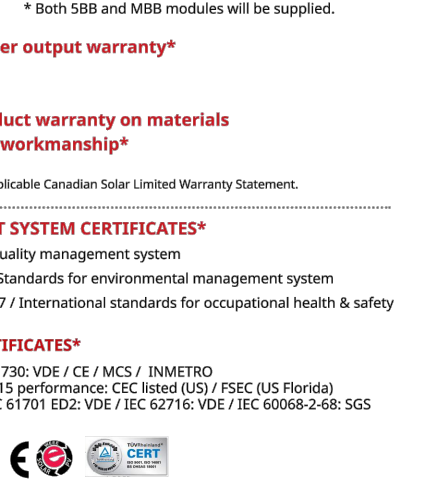 * Both 5BB and MBB modules will be supplied.
er output warranty*
duct warranty on materials
workmanship*
plicable Canadian Solar Limited Warranty Statement.
T SYSTEM CERTIFICATES*
uality management system
Standards for environmental management system
7 / International standards for occupational health & safety
TIFICATES*
730: VDE / CE / MCS / INMETRO
15 performance: CEC listed (US) / FSEC (US Florida)
C 61701 ED2: VDE / IEC 62716: VDE / IEC 60068-2-68: SGS
CE
TÜVRheinland®
CERT